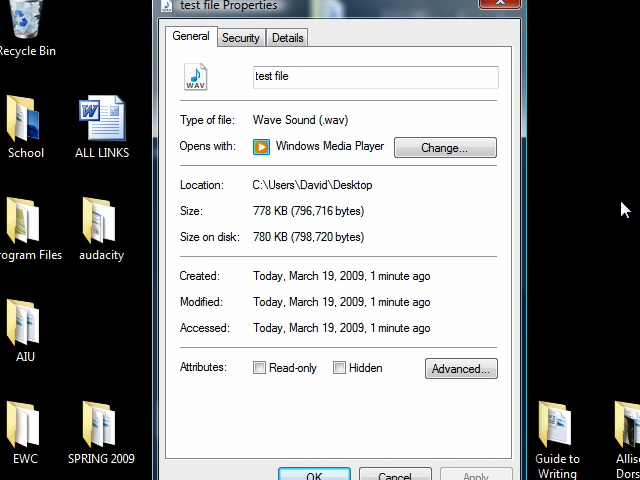 test file Properties
General
Security
Details
WAV
test file
Type of file: Wave Sound (.wav)
Opens with: Windows Media Player
Change...
Location: C:\Users\David\Desktop
Size: 778 KB (796,716 bytes)
Size on disk: 780 KB (798,720 bytes)
Created: Today, March 19, 2009, 1 minute ago
Modified: Today, March 19, 2009, 1 minute ago
Accessed: Today, March 19, 2009, 1 minute ago
Attributes: Read-only Hidden
Advanced...
OK
Cancel
Apply
Recycle Bin
School
ALL LINKS
rogram Files
audacity
AIU
EWC
SPRING 2009
Guide to
Writing
Allis
Dors